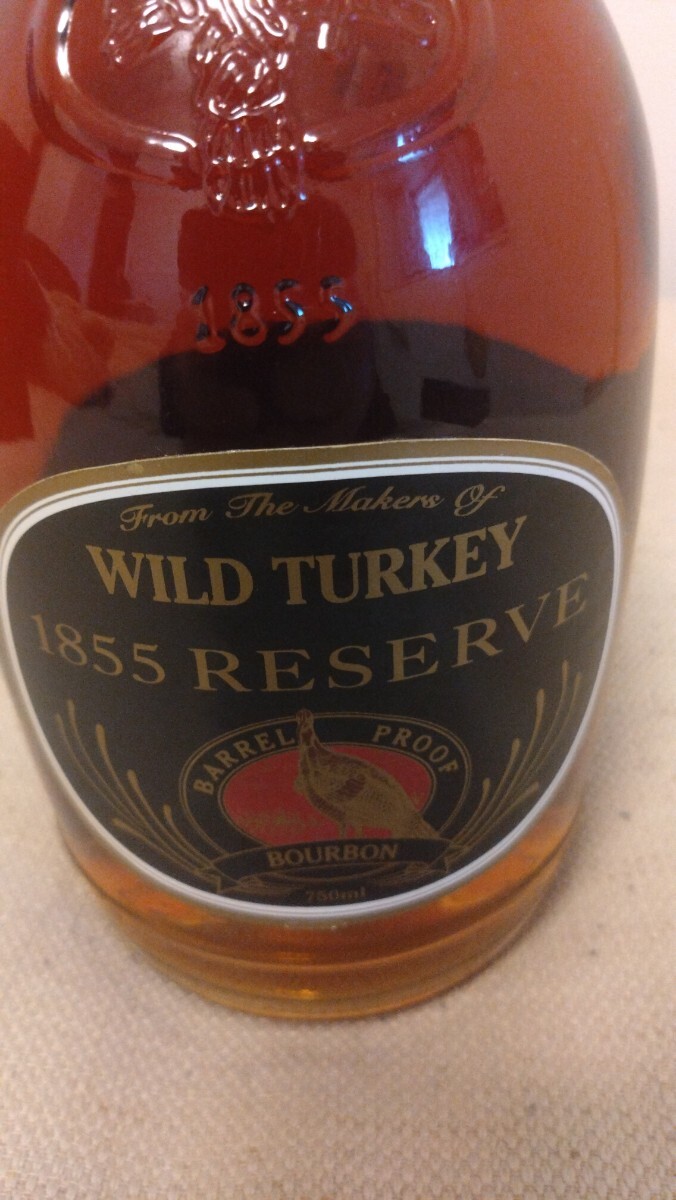 1855
From The Makers Of
WILD TURKEY
1855 RESERVE
BARREL PROOF
BOURBON
750ml